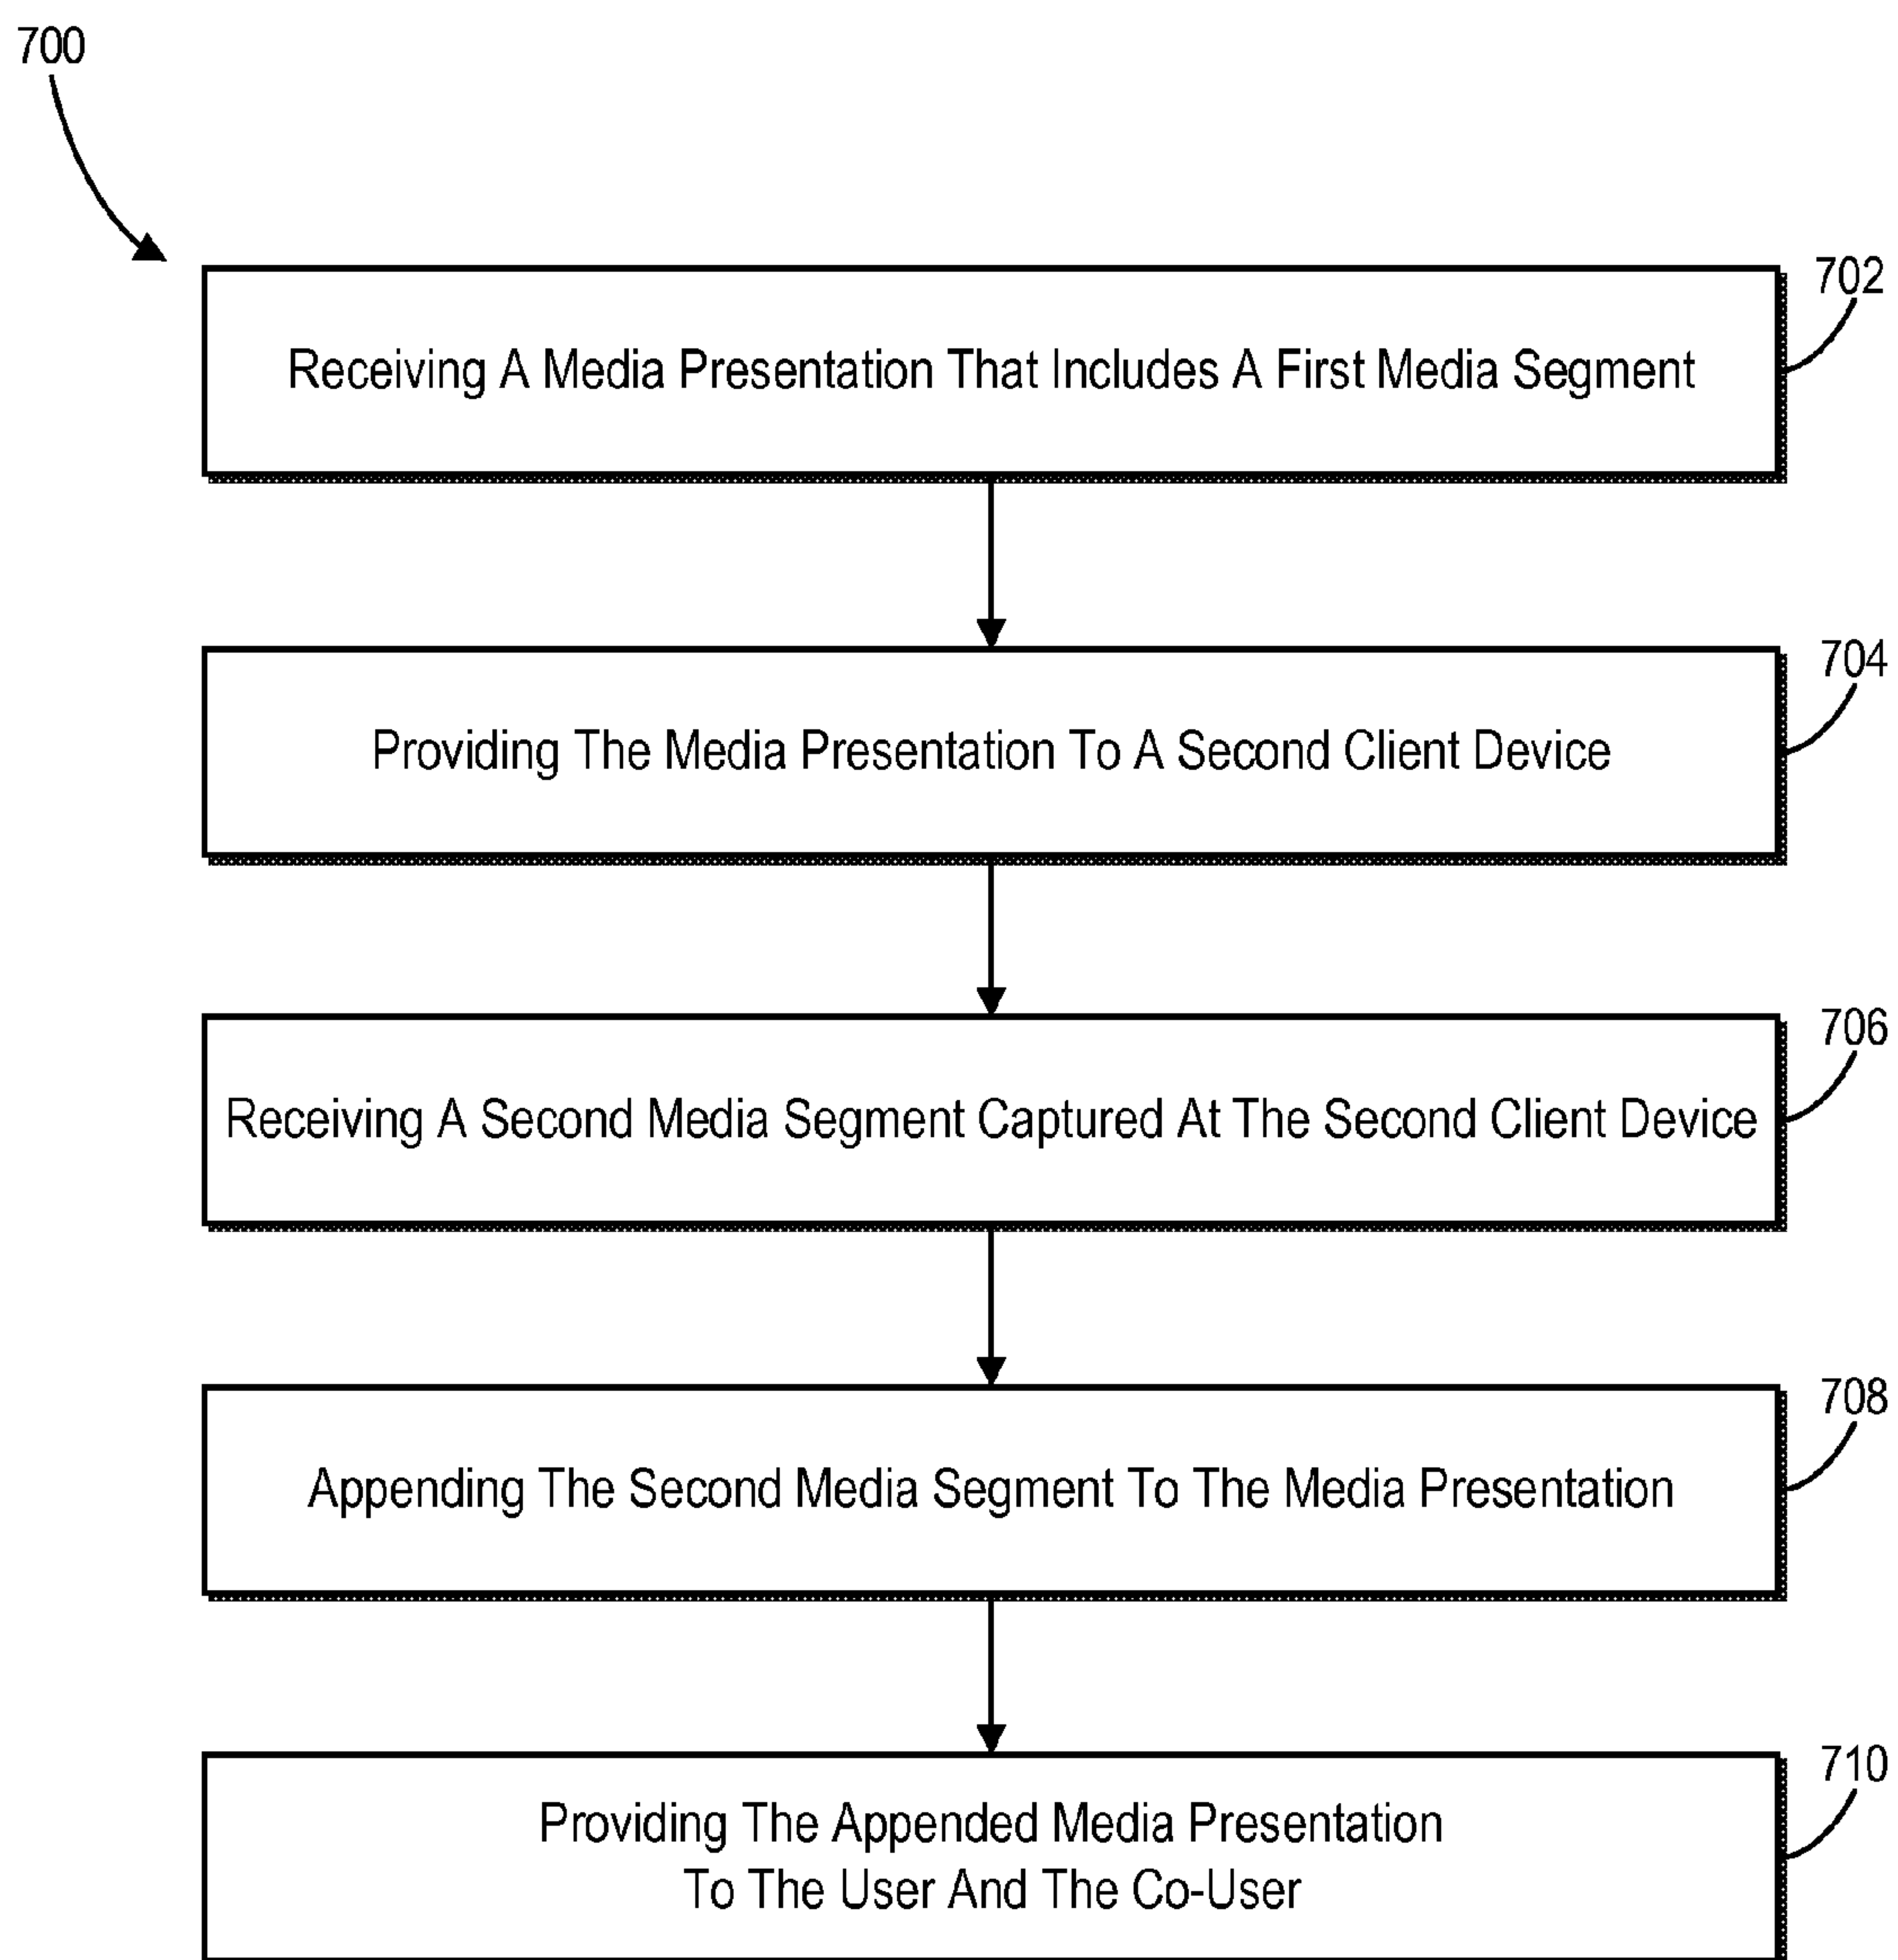 700
702
Receiving A Media Presentation That Includes A First Media Segment
704
Providing The Media Presentation To A Second Client Device
706
Receiving A Second Media Segment Captured At The Second Client Device
708
Appending The Second Media Segment To The Media Presentation
710
Providing The Appended Media Presentation
To The User And The Co-User